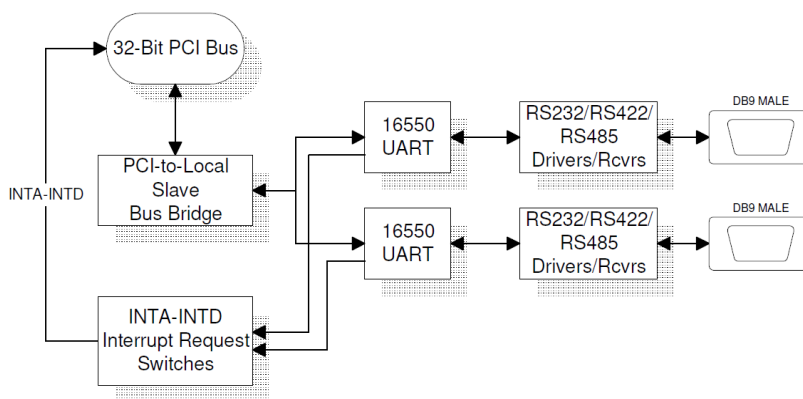 32-Bit PCI Bus
PCI-to-Local
Slave
Bus Bridge
INTA-INTD
INTA-INTD
Interrupt Request
Switches
16550
UART
RS232/RS422/
RS485
Drivers/Rcvrs
DB9 MALE
16550
UART
RS232/RS422/
RS485
Drivers/Rcvrs
DB9 MALE